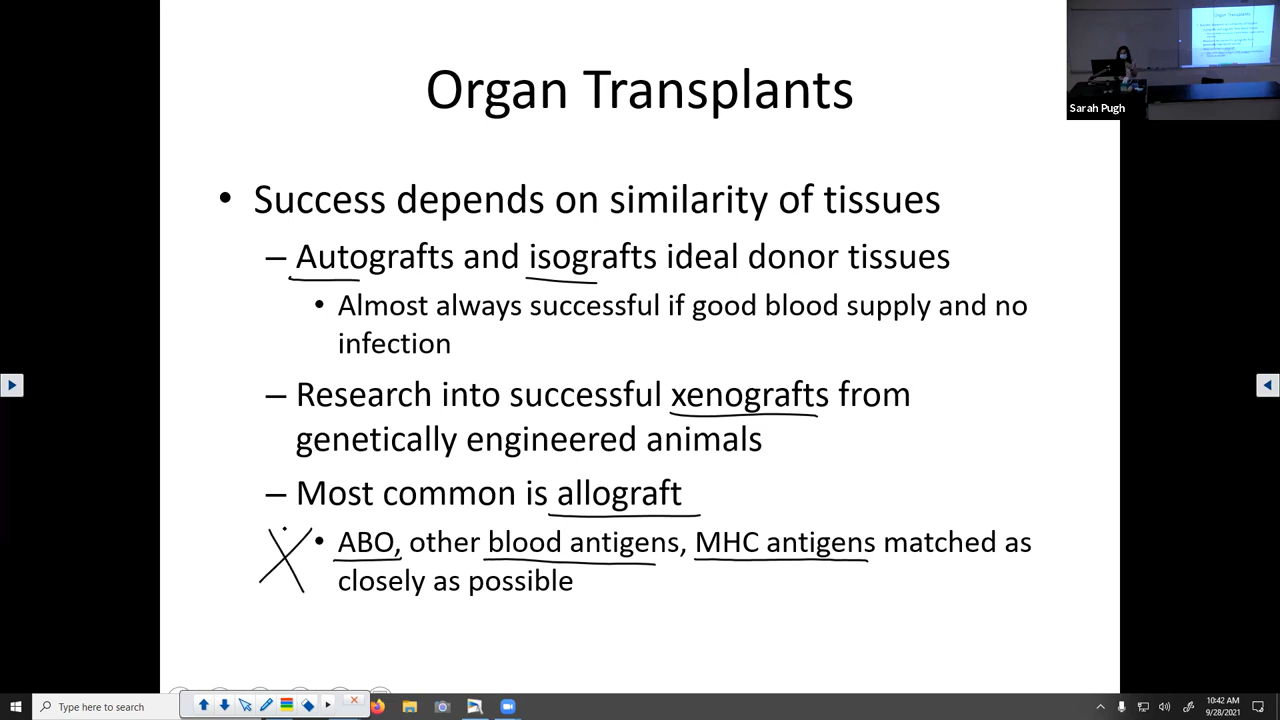 Organ Transplants
Sarah Pugh
• Success depends on similarity of tissues
– Autografts and isografts ideal donor tissues
• Almost always successful if good blood supply and no
infection
– Research into successful xenografts from
genetically engineered animals
– Most common is allograft
• ABO, other blood antigens, MHC antigens matched as
closely as possible
Type here to search
10:42 AM
9/28/2021